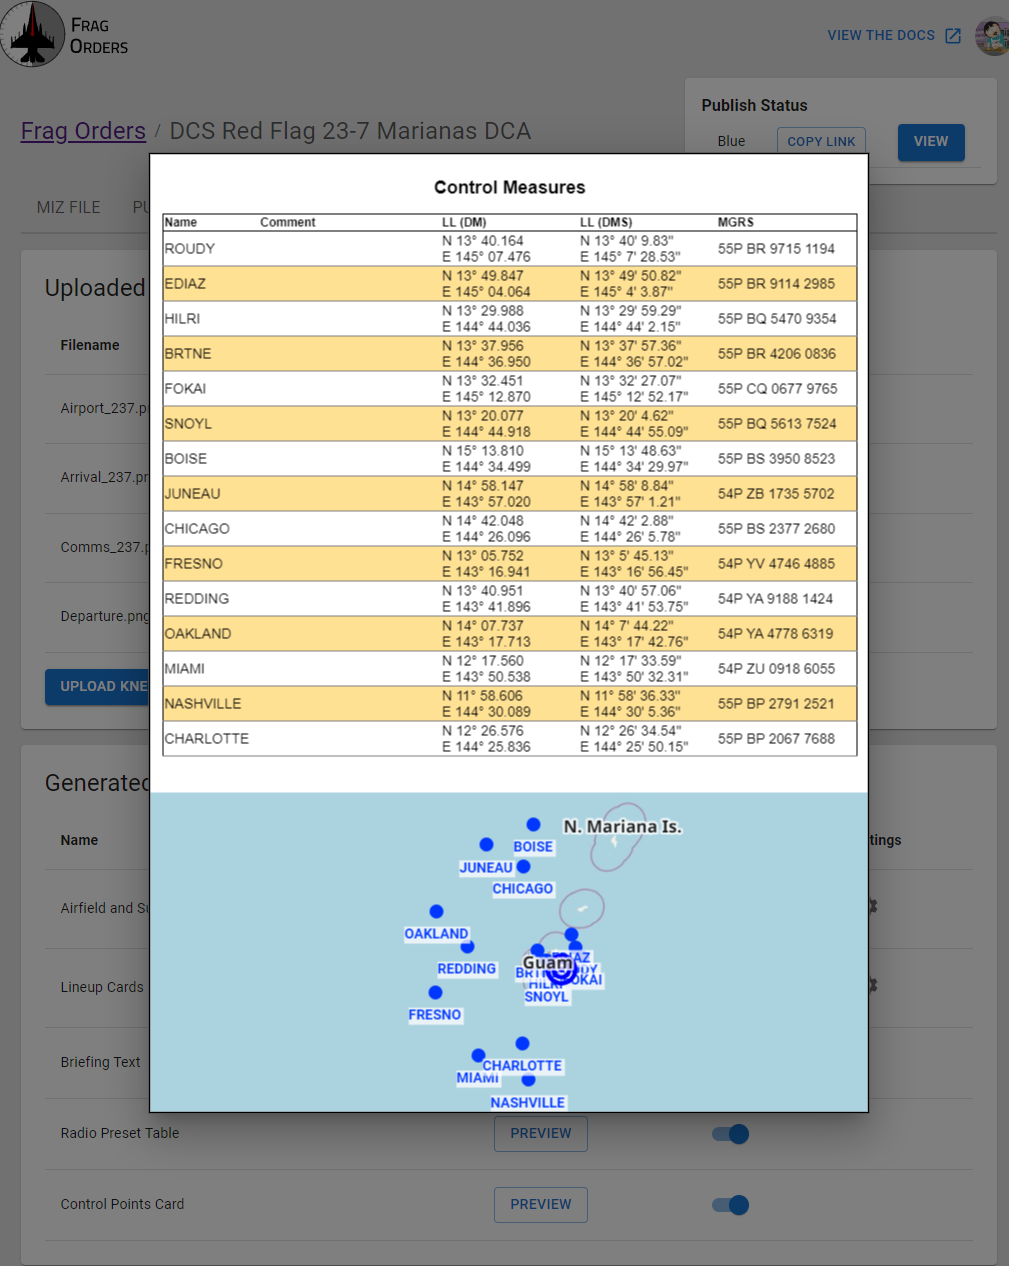 FRAG
ORDERS
VIEW THE DOCS
Frag Orders / DCS Red Flag 23-7 Marianas DCA
Publish Status
Blue COPY LINK VIEW
MIZ FILE PU
Uploaded
Filename
Airport_237.p
Arrival_237.pr
Comms_237.p
Departure.png
UPLOAD KNE
Control Measures
Name Comment LL (DM) LL (DMS) MGRS
ROUDY N 13° 40.164 N 13° 40' 9.83" 55P BR 9715 1194
E 145° 07.476 E 145° 7' 28.53"
EDIAZ N 13° 49.847 N 13° 49' 50.82" 55P BR 9114 2985
E 145° 04.064 E 145° 4' 3.87"
HILRI N 13° 29.988 N 13° 29' 59.29" 55P BQ 5470 9354
E 144° 44.036 E 144° 44' 2.15"
BRTNE N 13° 37.956 N 13° 37' 57.36" 55P BR 4206 0836
E 144° 36.950 E 144° 36' 57.02"
FOKAI N 13° 32.451 N 13° 32' 27.07" 55P CQ 0677 9765
E 145° 12.870 E 145° 12' 52.17"
SNOYL N 13° 20.077 N 13° 20' 4.62" 55P BQ 5613 7524
E 144° 44.918 E 144° 44' 55.09"
BOISE N 15° 13.810 N 15° 13' 48.63" 55P BS 3950 8523
E 144° 34.499 E 144° 34' 29.97"
JUNEAU N 14° 58.147 N 14° 58' 8.84" 54P ZB 1735 5702
E 143° 57.020 E 143° 57' 1.21"
CHICAGO N 14° 42.048 N 14° 42' 2.88" 55P BS 2377 2680
E 144° 26.096 E 144° 26' 5.78"
FRESNO N 13° 05.752 N 13° 5' 45.13" 54P YV 4746 4885
E 143° 16.941 E 143° 16' 56.45"
REDDING N 13° 40.951 N 13° 40' 57.06" 54P YA 9188 1424
E 143° 41.896 E 143° 41' 53.75"
OAKLAND N 14° 07.737 N 14° 7' 44.22" 54P YA 4778 6319
E 143° 17.713 E 143° 17' 42.76"
MIAMI N 12° 17.560 N 12° 17' 33.59" 54P ZU 0918 6055
E 143° 50.538 E 143° 50' 32.31"
NASHVILLE N 11° 58.606 N 11° 58' 36.33" 55P BP 2791 2521
E 144° 30.089 E 144° 30' 5.36"
CHARLOTTE N 12° 26.576 N 12° 26' 34.54" 55P BP 2067 7688
E 144° 25.836 E 144° 25' 50.15"
N. Mariana Is.
BOISE
JUNEAU
CHICAGO
OAKLAND
Guam
REDDING
SNOYL
FRESNO
CHARLOTTE
MIAMI
NASHVILLE
Generated
Name tings
Airfield and Su
Lineup Cards
Briefing Text
Radio Preset Table PREVIEW
Control Points Card PREVIEW